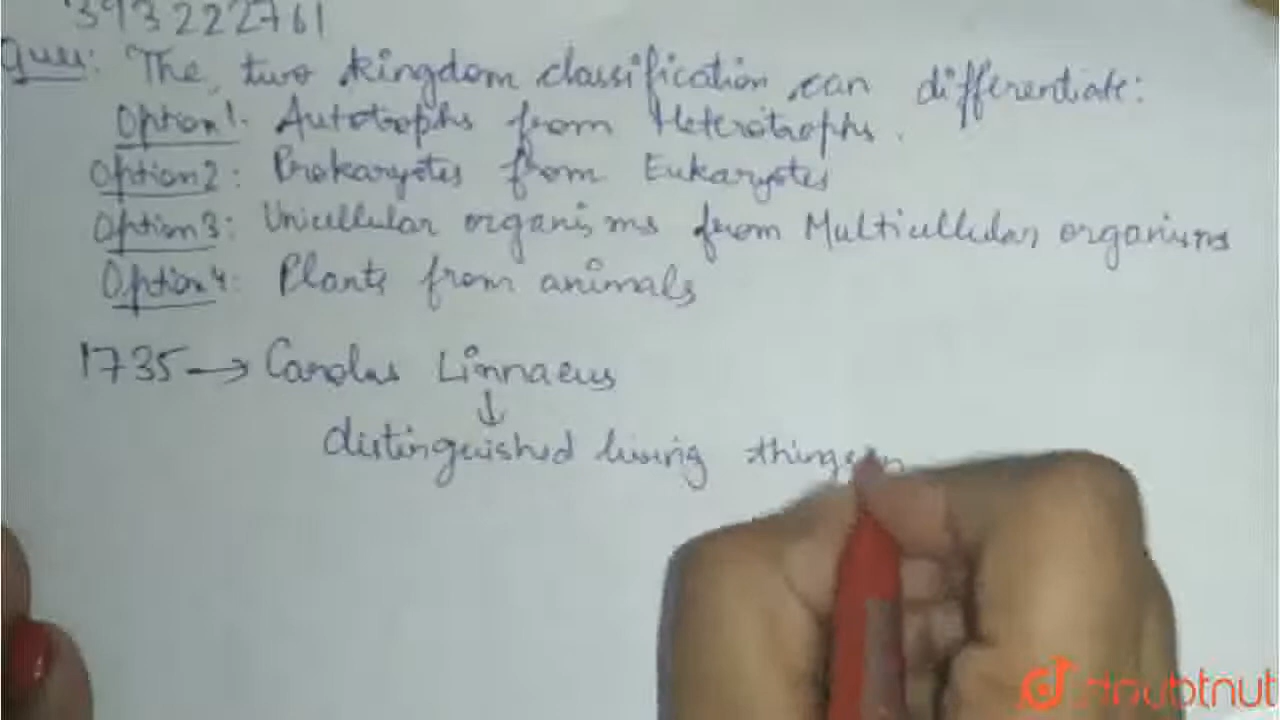 393222761
Ques: The two kingdom classification can differentiate:
Option 1. Autotrophs from Heterotrophs.
Option 2: Prokaryotes from Eukaryotes
Option 3: Unicellular organisms from Multicellular organisms
Option 4: Plants from animals
1735 → Carolus Linnaeus
↓
distinguished living things
doubtnut